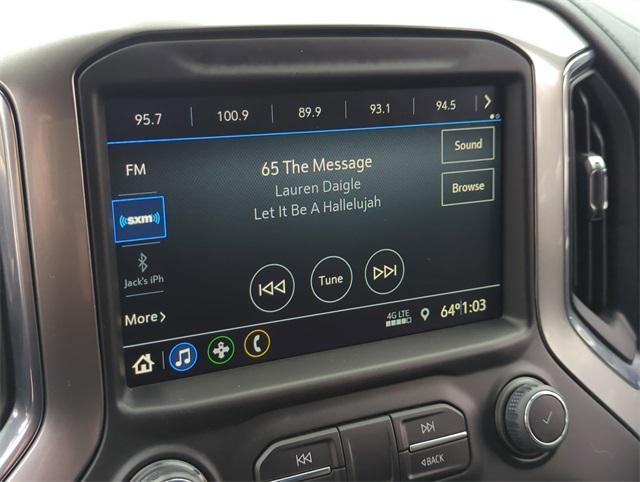 95.7 100.9 89.9 93.1 94.5
FM
65 The Message
Lauren Daigle
Let It Be A Hallelujah
Sound
Browse
sxm
Jack's iPh
Tune
More
4G LTE
64° 1:03
BACK